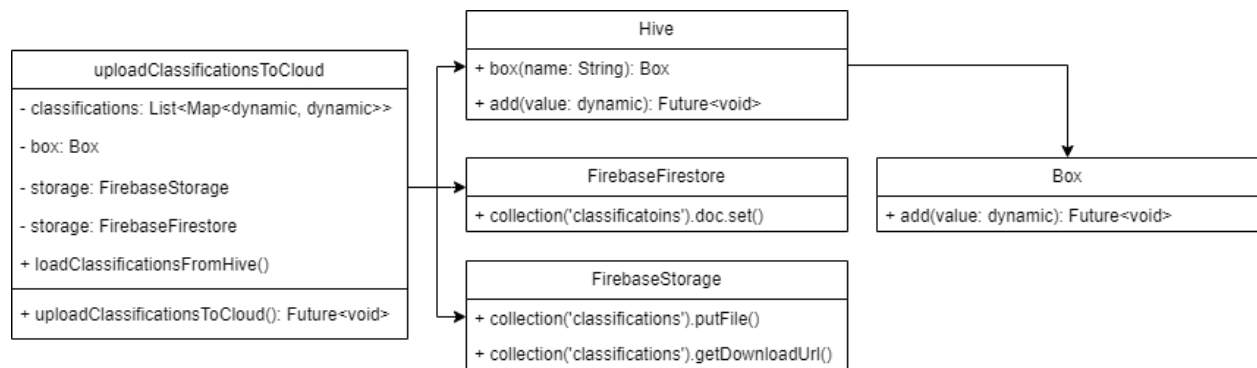 uploadClassificationsToCloud
- classifications: List<Map<dynamic, dynamic>>
- box: Box
- storage: FirebaseStorage
- storage: FirebaseFirestore
+ loadClassificationsFromHive()
+ uploadClassificationsToCloud(): Future<void>
Hive
+ box(name: String): Box
+ add(value: dynamic): Future<void>
FirebaseFirestore
+ collection('classificatoins').doc.set()
FirebaseStorage
+ collection('classifications').putFile()
+ collection('classifications').getDownloadUrl()
Box
+ add(value: dynamic): Future<void>